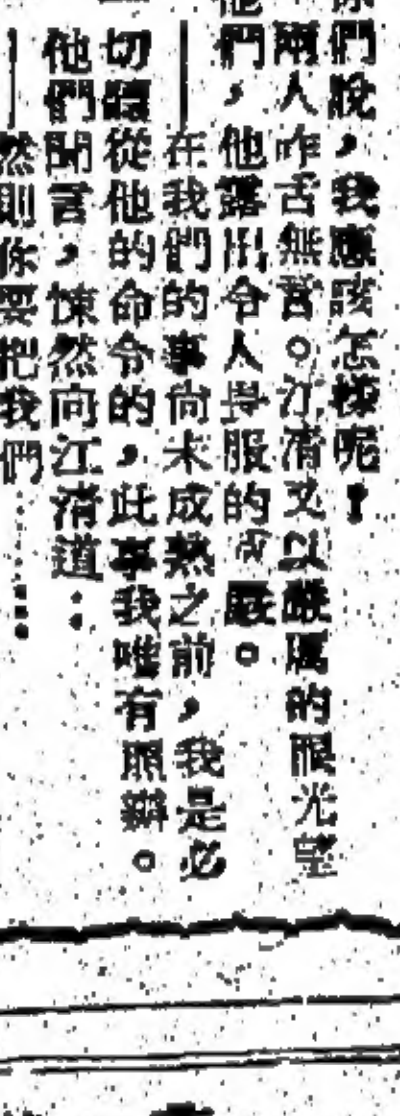 你們說，我應該怎樣呢！
兩人咋舌無言。江清又以嚴厲的眼光望
他們，他露出令人畏服的威嚴。
——在我們的事尚未成熟之前，我是必
一切聽從他的命令的，此事我唯有照辦。
他們聞言，悚然向江清道：
——然則你要把我們……